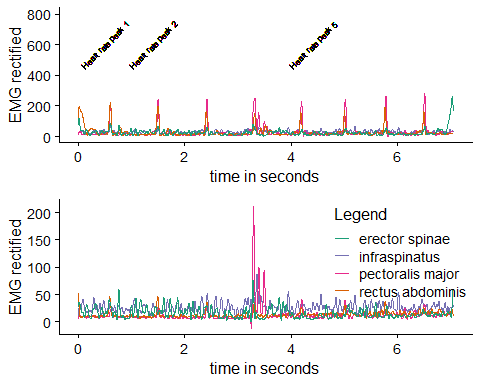 800
600
400
200
0
EMG rectified
Heart rate Peak 1
Heart rate Peak 2
Heart rate Peak 5
0 2 4 6
time in seconds
200
150
100
50
0
EMG rectified
Legend
erector spinae
infraspinatus
pectoralis major
rectus abdominis
0 2 4 6
time in seconds